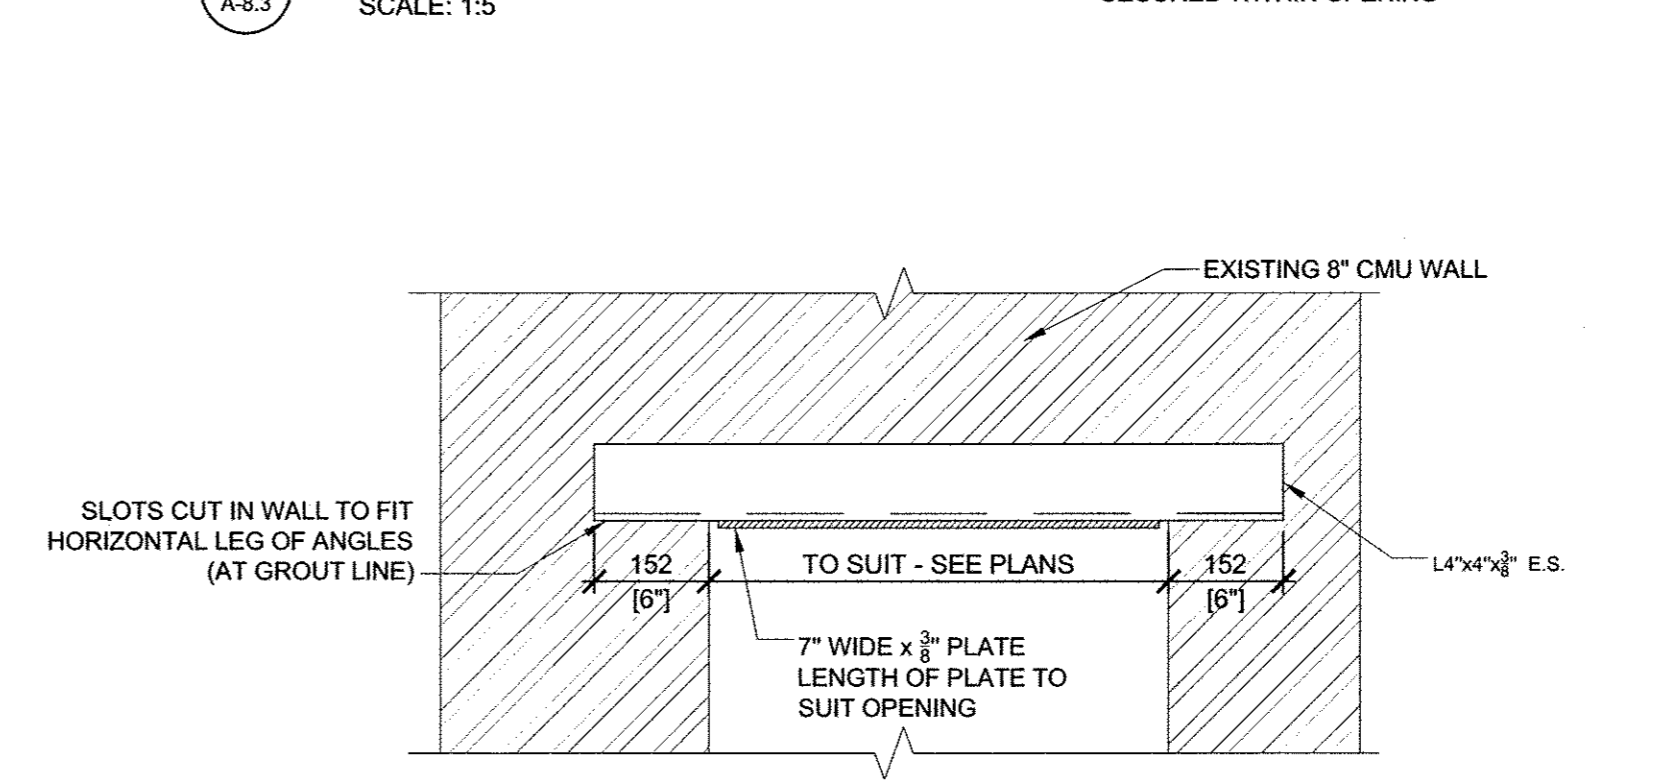 A-8.3
SCALE: 1:5
EXISTING 8" CMU WALL
SLOTS CUT IN WALL TO FIT
HORIZONTAL LEG OF ANGLES
(AT GROUT LINE)
152
[6"]
TO SUIT - SEE PLANS
152
[6"]
L4"x4"x3/8" E.S.
7" WIDE x 3/8" PLATE
LENGTH OF PLATE TO
SUIT OPENING